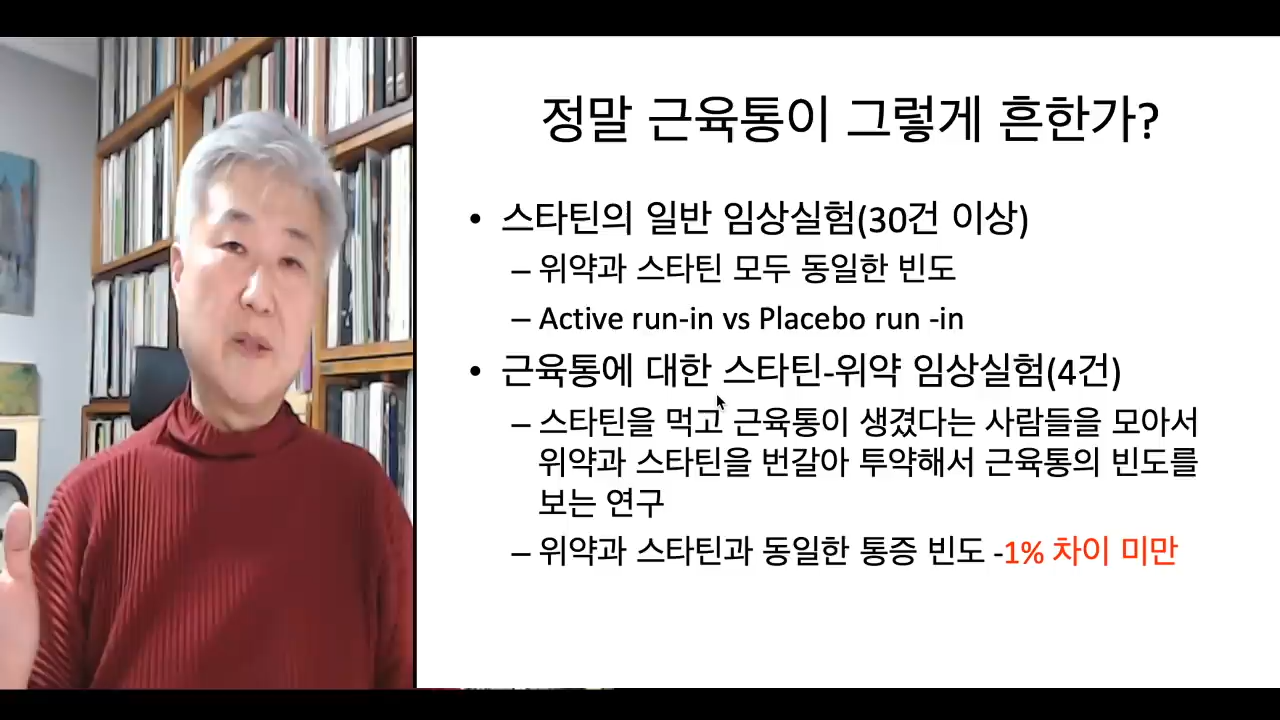 정말 근육통이 그렇게 흔한가?
• 스타틴의 일반 임상실험(30건 이상)
– 위약과 스타틴 모두 동일한 빈도
– Active run-in vs Placebo run -in
• 근육통에 대한 스타틴-위약 임상실험(4건)
– 스타틴을 먹고 근육통이 생겼다는 사람들을 모아서
위약과 스타틴을 번갈아 투약해서 근육통의 빈도를
보는 연구
– 위약과 스타틴과 동일한 통증 빈도 -1% 차이 미만